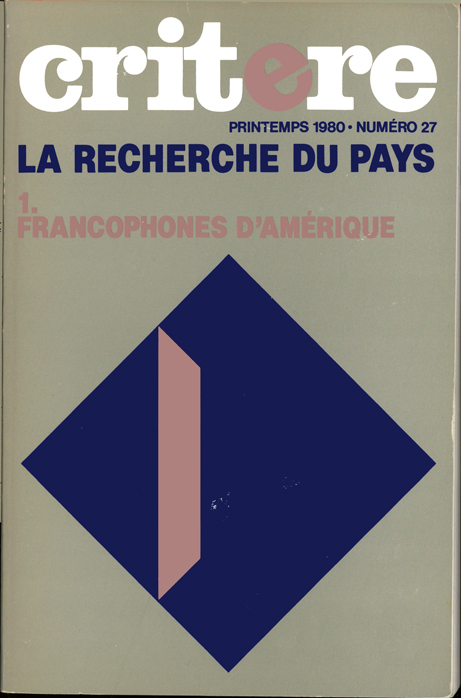 critere
PRINTEMPS 1980 • NUMÉRO 27
LA RECHERCHE DU PAYS
1.
FRANCOPHONES D'AMÉRIQUE